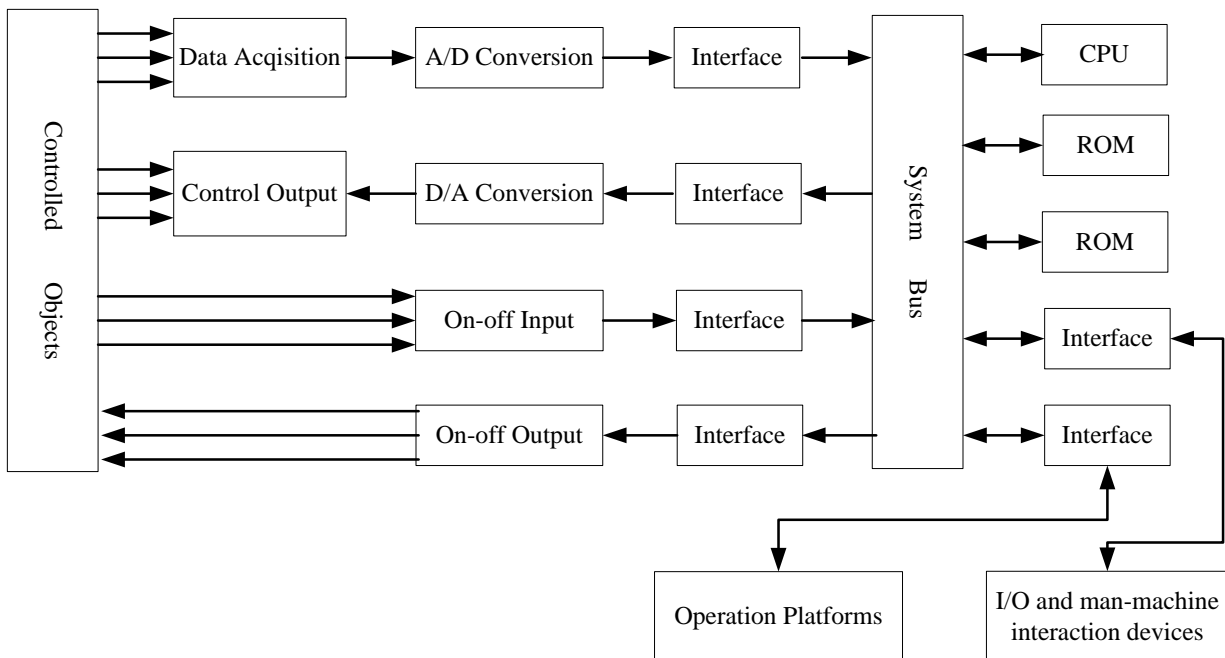 Controlled Objects
Data Acqisition
A/D Conversion
Interface
System Bus
CPU
ROM
Control Output
D/A Conversion
Interface
ROM
On-off Input
Interface
Interface
On-off Output
Interface
Interface
Operation Platforms
I/O and man-machine
interaction devices